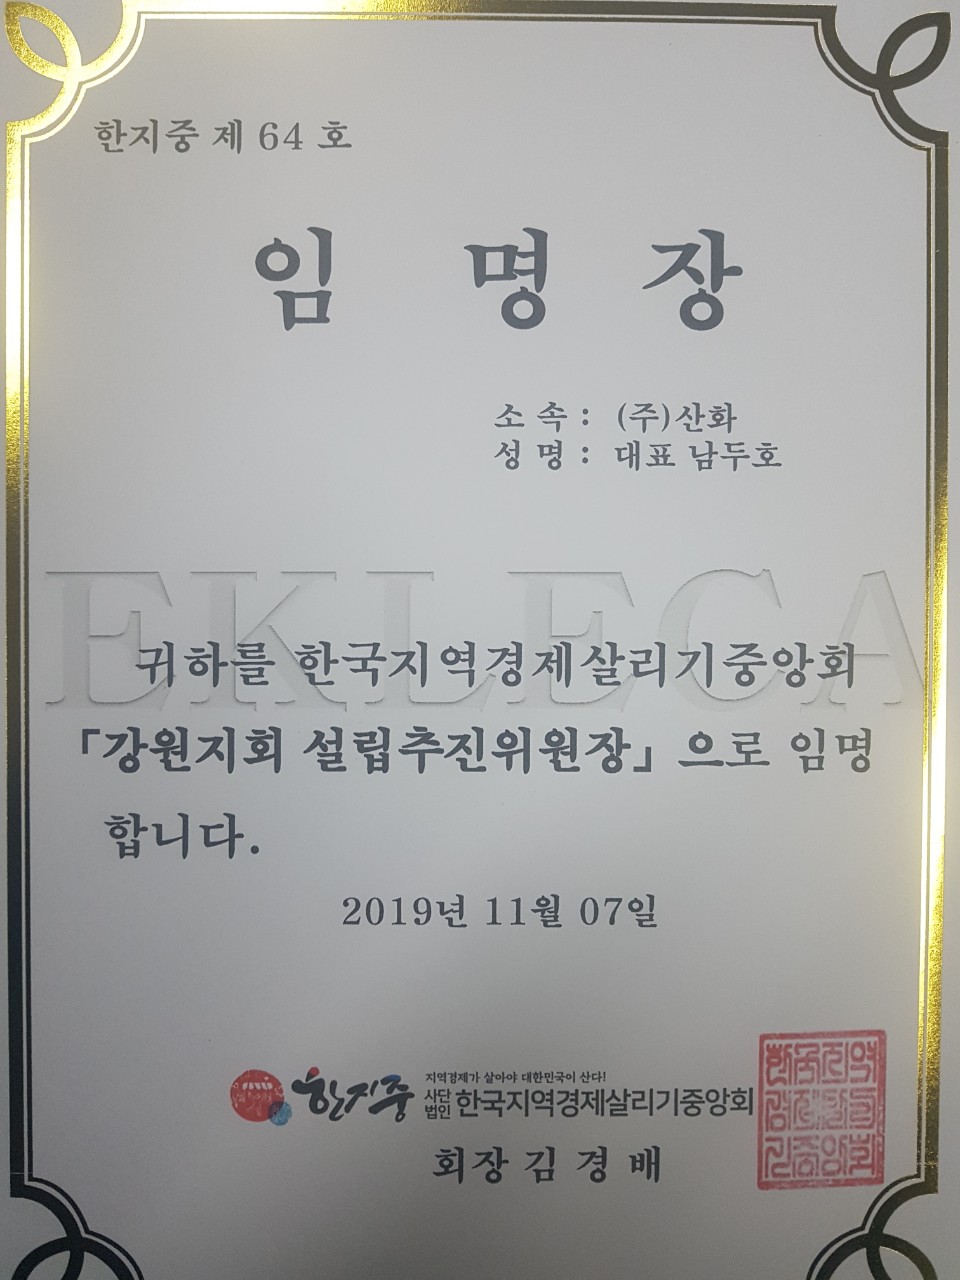 한지중 제 64 호
임 명 장
소 속 : (주)산화
성 명 : 대표 남두호
EKLECA
귀하를 한국지역경제살리기중앙회
「강원지회 설립추진위원장」 으로 임명
합니다.
2019년 11월 07일
한지중
지역경제가 살아야 대한민국이 산다!
사단법인 한국지역경제살리기중앙회
회장 김 경 배